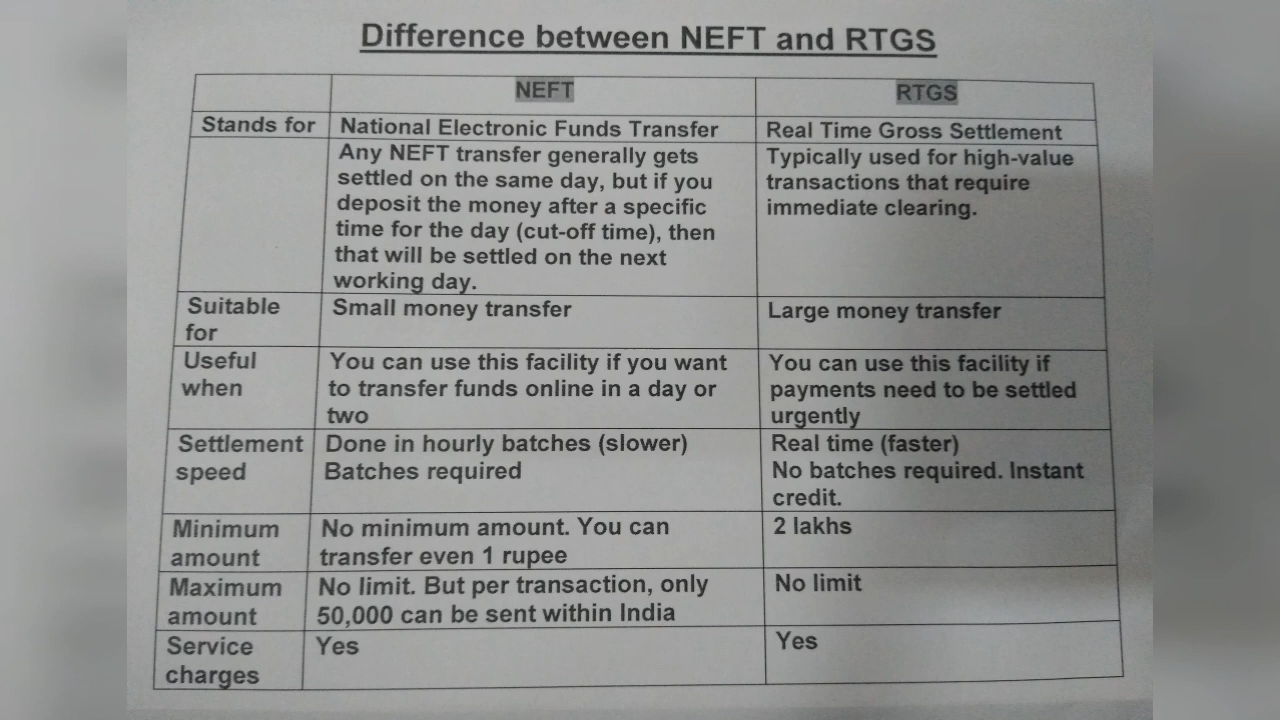 Difference between NEFT and RTGS
NEFT
RTGS
Stands for
National Electronic Funds Transfer
Real Time Gross Settlement
Any NEFT transfer generally gets
settled on the same day, but if you
deposit the money after a specific
time for the day (cut-off time), then
that will be settled on the next
working day.
Typically used for high-value
transactions that require
immediate clearing.
Suitable
for
Small money transfer
Large money transfer
Useful
when
You can use this facility if you want
to transfer funds online in a day or
two
You can use this facility if
payments need to be settled
urgently
Settlement
speed
Done in hourly batches (slower)
Batches required
Real time (faster)
No batches required. Instant
credit.
Minimum
amount
No minimum amount. You can
transfer even 1 rupee
2 lakhs
Maximum
amount
No limit. But per transaction, only
50,000 can be sent within India
No limit
Service
charges
Yes
Yes